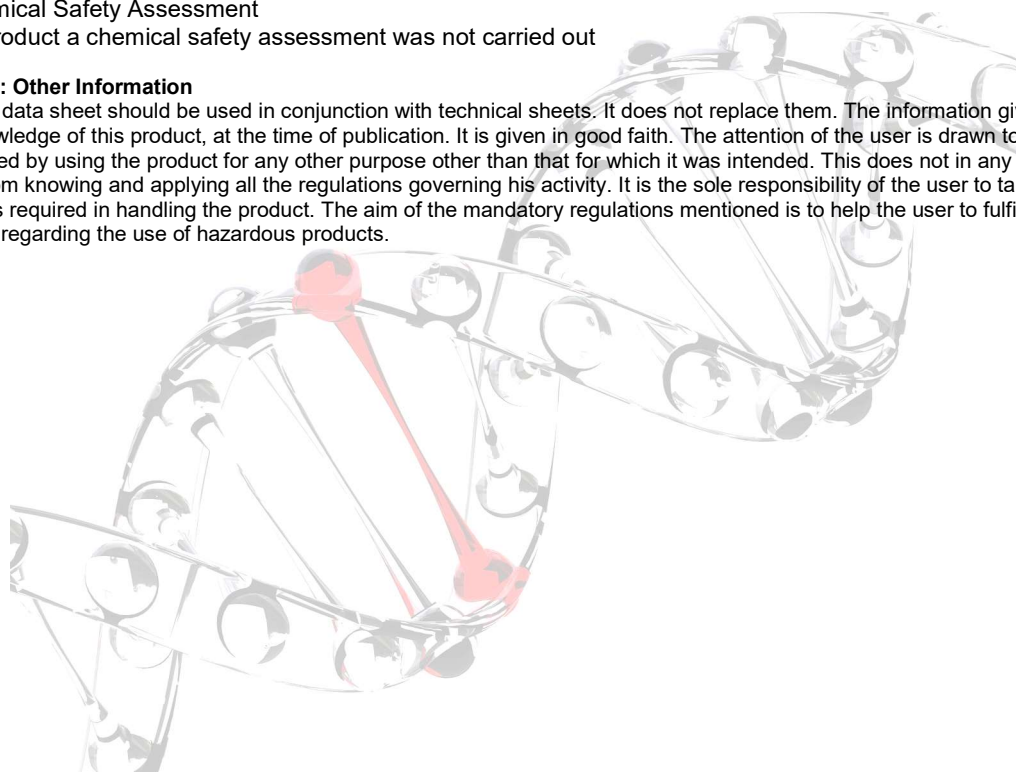 mical Safety Assessment
roduct a chemical safety assessment was not carried out
: Other Information
data sheet should be used in conjunction with technical sheets. It does not replace them. The information gi
wledge of this product, at the time of publication. It is given in good faith. The attention of the user is drawn to
ed by using the product for any other purpose other than that for which it was intended. This does not in any
m knowing and applying all the regulations governing his activity. It is the sole responsibility of the user to ta
s required in handling the product. The aim of the mandatory regulations mentioned is to help the user to fulfi
regarding the use of hazardous products.